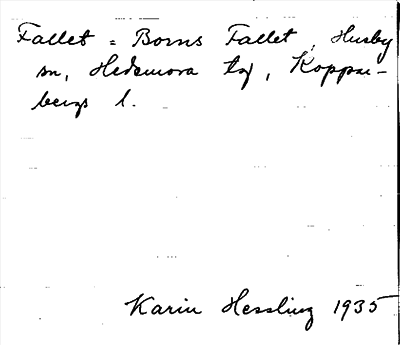 Fallet = Borns Fallet, Husby
sn, Hedemora tg, Koppar-
bergs l.
Karin Hessling 1935